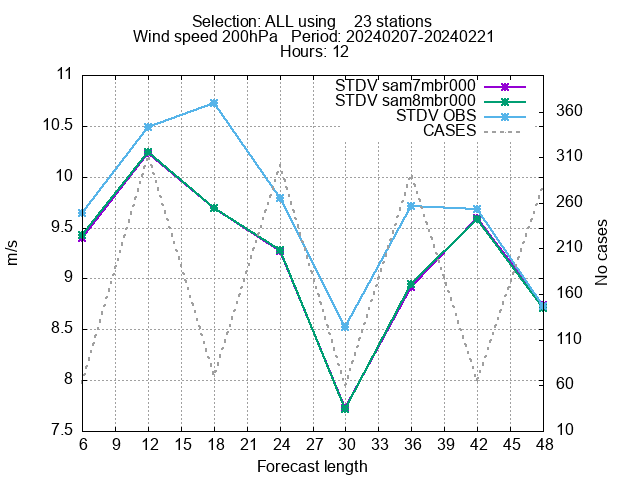 Selection: ALL using    23 stations
Wind speed 200hPa   Period: 20240207-20240221
Hours: 12
STDV sam7mbr000
STDV sam8mbr000
STDV OBS
CASES
11
10.5
10
9.5
9
8.5
8
7.5
m/s
360
310
260
210
160
110
60
10
No cases
6 9 12 15 18 21 24 27 30 33 36 39 42 45 48
Forecast length